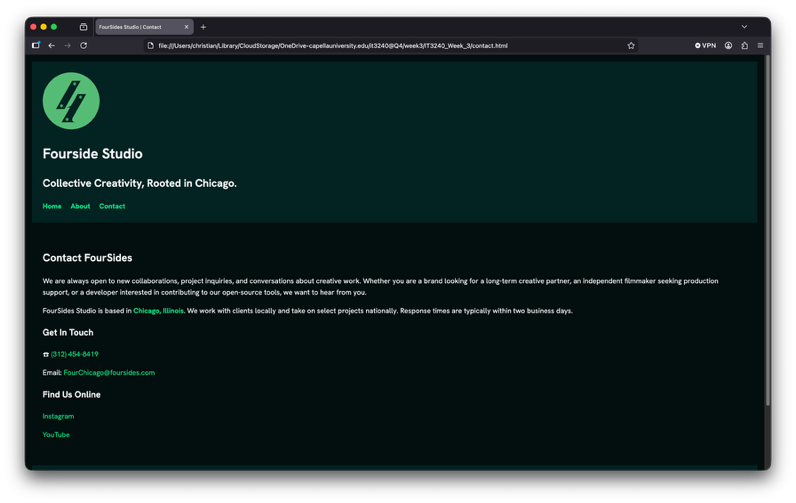 FourSides Studio | Contact
file:///Users/christian/Library/CloudStorage/OneDrive-capellauniversity.edu/it3240@Q4/week3/IT3240_Week_3/contact.html
VPN
Fourside Studio
Collective Creativity, Rooted in Chicago.
Home About Contact
Contact FourSides
We are always open to new collaborations, project inquiries, and conversations about creative work. Whether you are a brand looking for a long-term creative partner, an independent filmmaker seeking production
support, or a developer interested in contributing to our open-source tools, we want to hear from you.
FourSides Studio is based in Chicago, Illinois. We work with clients locally and take on select projects nationally. Response times are typically within two business days.
Get In Touch
☎ (312) 454-8419
Email: FourChicago@foursides.com
Find Us Online
Instagram
YouTube